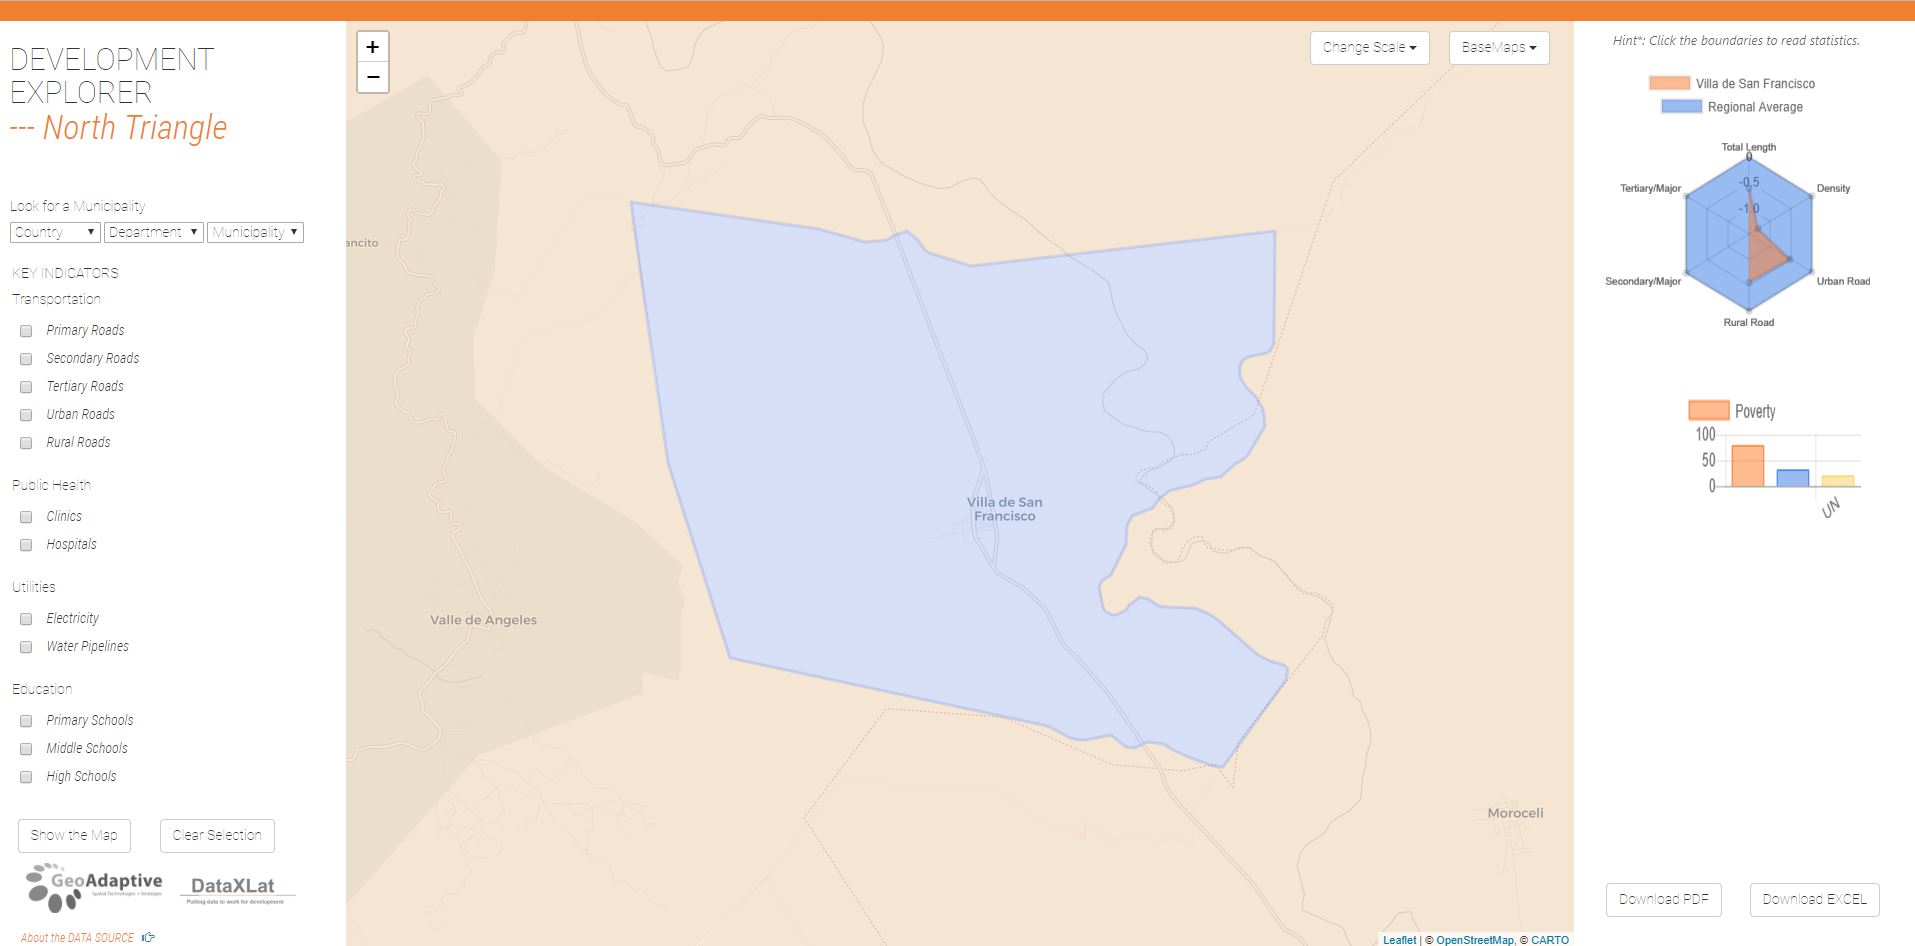 DEVELOPMENT
EXPLORER
--- North Triangle
Look for a Municipality
Country Department Municipality
KEY INDICATORS
Transportation
Primary Roads
Secondary Roads
Tertiary Roads
Urban Roads
Rural Roads
Public Health
Clinics
Hospitals
Utilities
Electricity
Water Pipelines
Education
Primary Schools
Middle Schools
High Schools
Show the Map Clear Selection
GeoAdaptive
Spatial Technologies + Strategies
DataXLat
Putting data to work for development
About the DATA SOURCE
+
−
Change Scale BaseMaps
ancito
Villa de San
Francisco
Valle de Angeles
Moroceli
Leaflet | © OpenStreetMap, © CARTO
Hint*: Click the boundaries to read statistics.
Villa de San Francisco
Regional Average
Total Length
0
-0.5
-1.0
Tertiary/Major
Density
Secondary/Major
Urban Road
Rural Road
Poverty
100
50
0
UN
Download PDF Download EXCEL